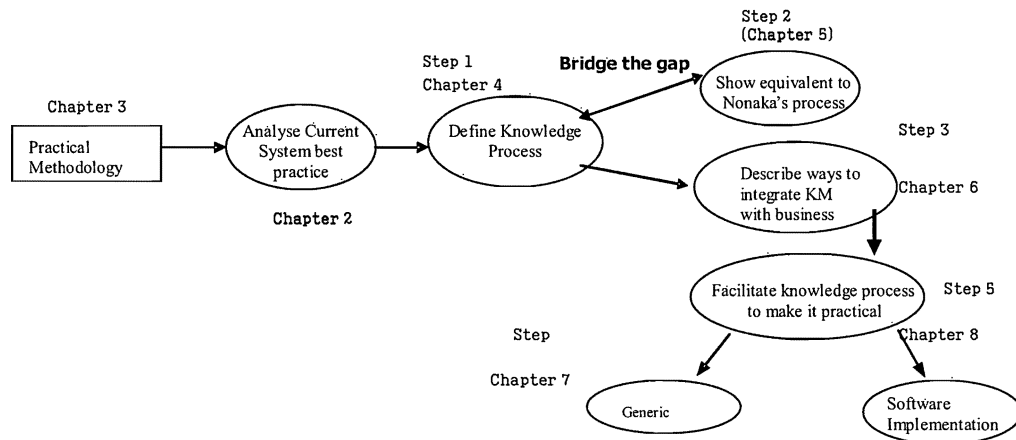 Chapter 3
Practical
Methodology
Analyse Current
System best
practice
Chapter 2
Step 1
Chapter 4
Define Knowledge
Process
Bridge the gap
Step 2
(Chapter 5)
Show equivalent to
Nonaka's process
Step 3
Chapter 6
Describe ways to
integrate KM
with business
Facilitate knowledge process
to make it practical
Step 5
Chapter 8
Step
Chapter 7
Generic
Software
Implementation